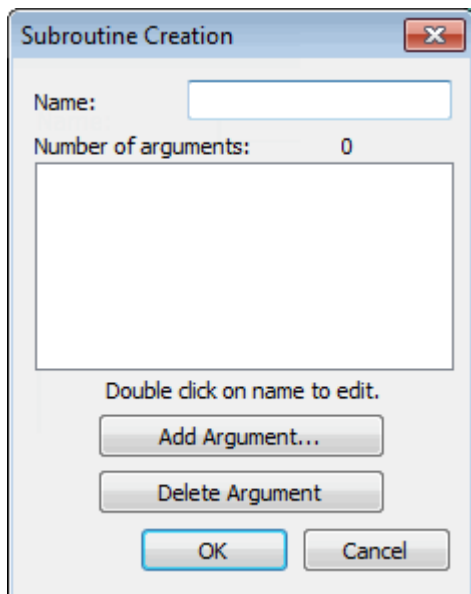 Subroutine Creation
Name:
Number of arguments: 0
Double click on name to edit.
Add Argument...
Delete Argument
OK Cancel